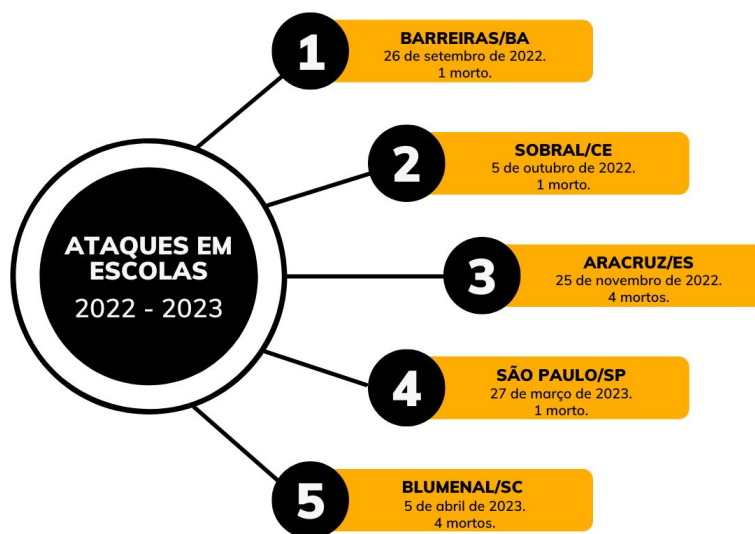 ATAQUES EM
ESCOLAS
2022 - 2023
1
BARREIRAS/BA
26 de setembro de 2022.
1 morto.
2
SOBRAL/CE
5 de outubro de 2022.
1 morto.
3
ARACRUZ/ES
25 de novembro de 2022.
4 mortos.
4
SÃO PAULO/SP
27 de março de 2023.
1 morto.
5
BLUMENAL/SC
5 de abril de 2023.
4 mortos.